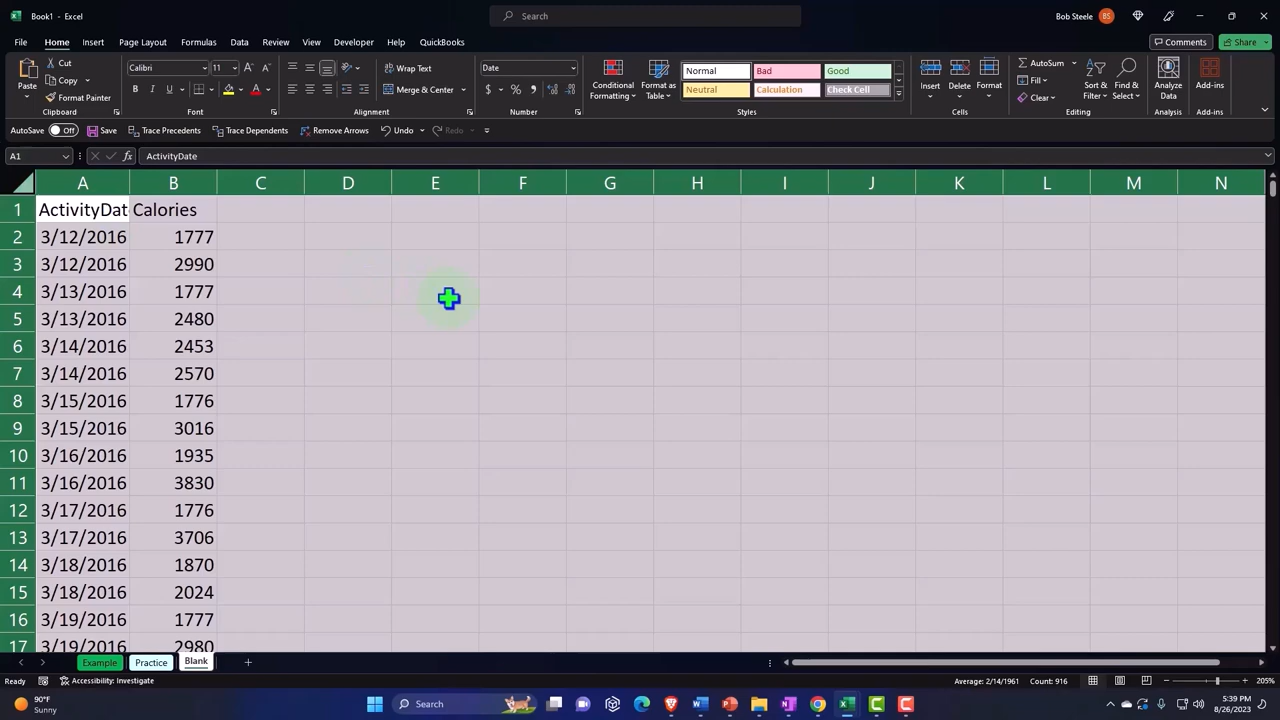 Book1 - Excel
Search
Bob Steele
BS
File
Home
Insert
Page Layout
Formulas
Data
Review
View
Developer
Help
QuickBooks
Comments
Share
Paste
Cut
Copy
Format Painter
Clipboard
Calibri
11
Font
Wrap Text
Merge & Center
Alignment
Date
Number
Conditional
Formatting
Format as
Table
Normal
Bad
Good
Neutral
Calculation
Check Cell
Styles
Insert
Delete
Format
Cells
AutoSum
Fill
Clear
Sort &
Filter
Find &
Select
Editing
Analyze
Data
Analysis
Add-ins
Add-ins
AutoSave Off
Save
Trace Precedents
Trace Dependents
Remove Arrows
Undo
Redo
A1
fx
ActivityDate
A B C D E F G H I J K L M N
1 ActivityDat Calories
2 3/12/2016 1777
3 3/12/2016 2990
4 3/13/2016 1777
5 3/13/2016 2480
6 3/14/2016 2453
7 3/14/2016 2570
8 3/15/2016 1776
9 3/15/2016 3016
10 3/16/2016 1935
11 3/16/2016 3830
12 3/17/2016 1776
13 3/17/2016 3706
14 3/18/2016 1870
15 3/18/2016 2024
16 3/19/2016 1777
17 3/19/2016 2980
Example
Practice
Blank
Ready
Accessibility: Investigate
Average: 2/14/1961
Count: 916
205%
90°F
Sunny
Search
5:39 PM
8/26/2023